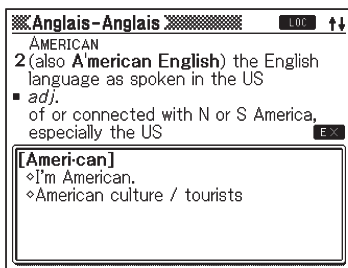 Anglais-Anglais LOC
AMERICAN
2 (also A'merican English) the English
language as spoken in the US
▪ adj.
of or connected with N or S America,
especially the US EX
[Ameri·can]
◇I'm American.
◇American culture / tourists